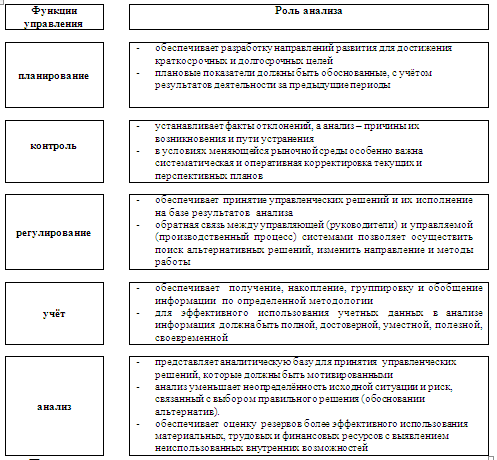 Функции
управления
Роль анализа
планирование
- обеспечивает разработку направлений развития для достижения
краткосрочных и долгосрочных целей
- плановые показатели должны быть обоснованные, с учётом
результатов деятельности за предыдущие периоды
контроль
- устанавливает факты отклонений, а анализ – причины их
возникновения и пути устранения
- в условиях меняющейся рыночной среды особенно важна
систематическая и оперативная корректировка текущих и
перспективных планов
регулирование
- обеспечивает принятие управленческих решений и их исполнение
на базе результатов анализа
- обратная связь между управляющей (руководители) и управляемой
(производственный процесс) системами позволяет осуществить
поиск альтернативных решений, изменить направление и методы
работы
учёт
- обеспечивает получение, накопление, группировку и обобщение
информации по определенной методологии
- для эффективного использования учетных данных в анализе
информация должна быть полной, достоверной, уместной, полезной,
своевременной
анализ
- представляет аналитическую базу для принятия управленческих
решений, которые должны быть мотивированными
- анализ уменьшает неопределённость исходной ситуации и риск,
связанный с выбором правильного решения (обосновании
альтернатив).
- обеспечивает оценку резервов более эффективного использования
материальных, трудовых и финансовых ресурсов с выявлением
неиспользованных внутренних возможностей